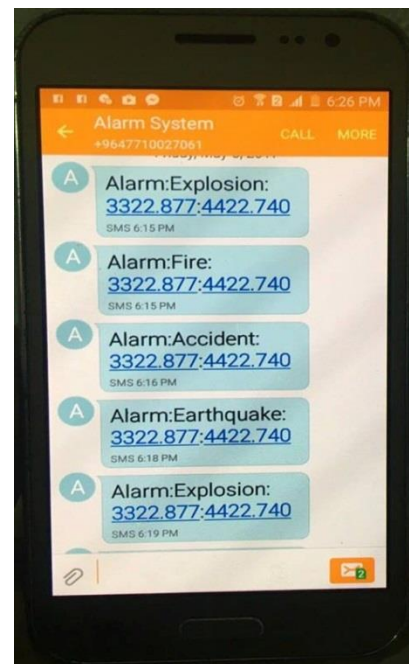 6:26 PM
Alarm System
CALL MORE
+9647710027061
A
Alarm:Explosion:
3322.877:4422.740
SMS 6:15 PM
A
Alarm:Fire:
3322.877:4422.740
SMS 6:15 PM
A
Alarm:Accident:
3322.877:4422.740
SMS 6:16 PM
A
Alarm:Earthquake:
3322.877:4422.740
SMS 6:18 PM
A
Alarm:Explosion:
3322.877:4422.740
SMS 6:19 PM
2